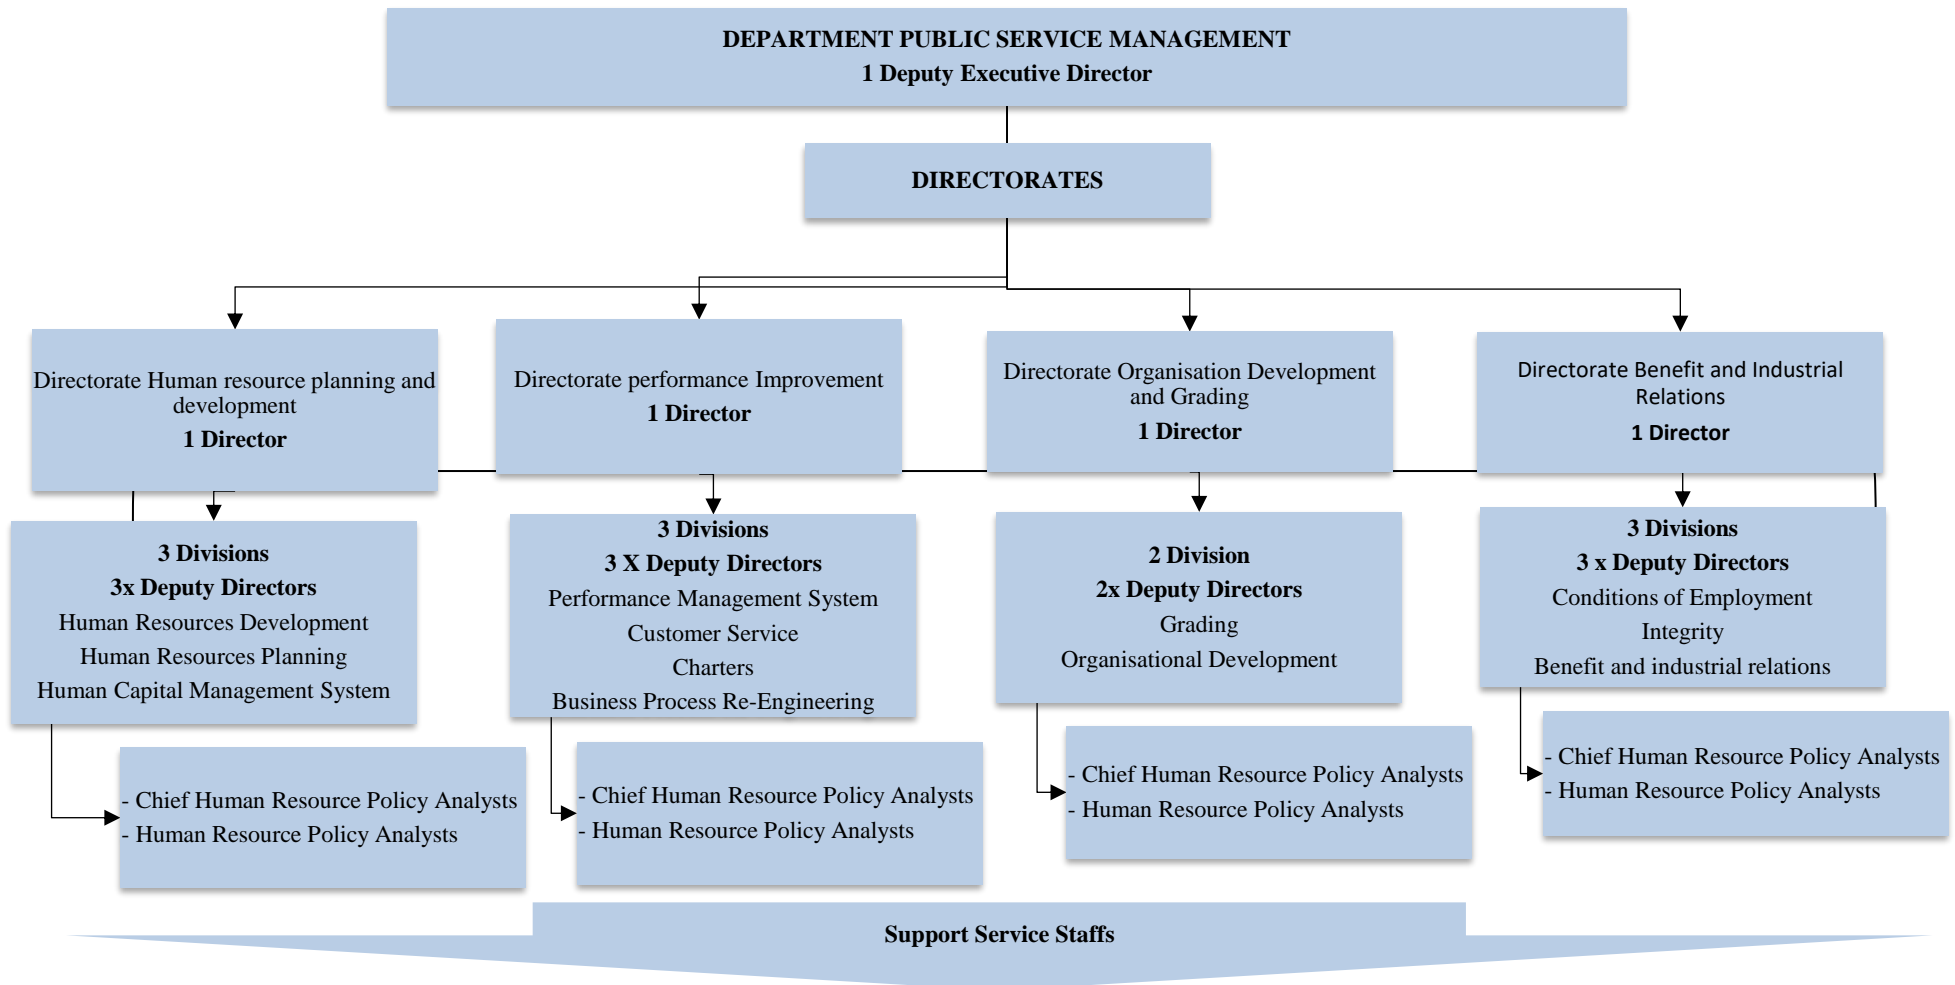 DEPARTMENT PUBLIC SERVICE MANAGEMENT
1 Deputy Executive Director
DIRECTORATES
Directorate Human resource planning and
development
1 Director
Directorate performance Improvement
1 Director
Directorate Organisation Development
and Grading
1 Director
Directorate Benefit and Industrial
Relations
1 Director
3 Divisions
3x Deputy Directors
Human Resources Development
Human Resources Planning
Human Capital Management System
3 Divisions
3 X Deputy Directors
Performance Management System
Customer Service
Charters
Business Process Re-Engineering
2 Division
2x Deputy Directors
Grading
Organisational Development
3 Divisions
3 x Deputy Directors
Conditions of Employment
Integrity
Benefit and industrial relations
- Chief Human Resource Policy Analysts
- Human Resource Policy Analysts
- Chief Human Resource Policy Analysts
- Human Resource Policy Analysts
- Chief Human Resource Policy Analysts
- Human Resource Policy Analysts
- Chief Human Resource Policy Analysts
- Human Resource Policy Analysts
Support Service Staffs